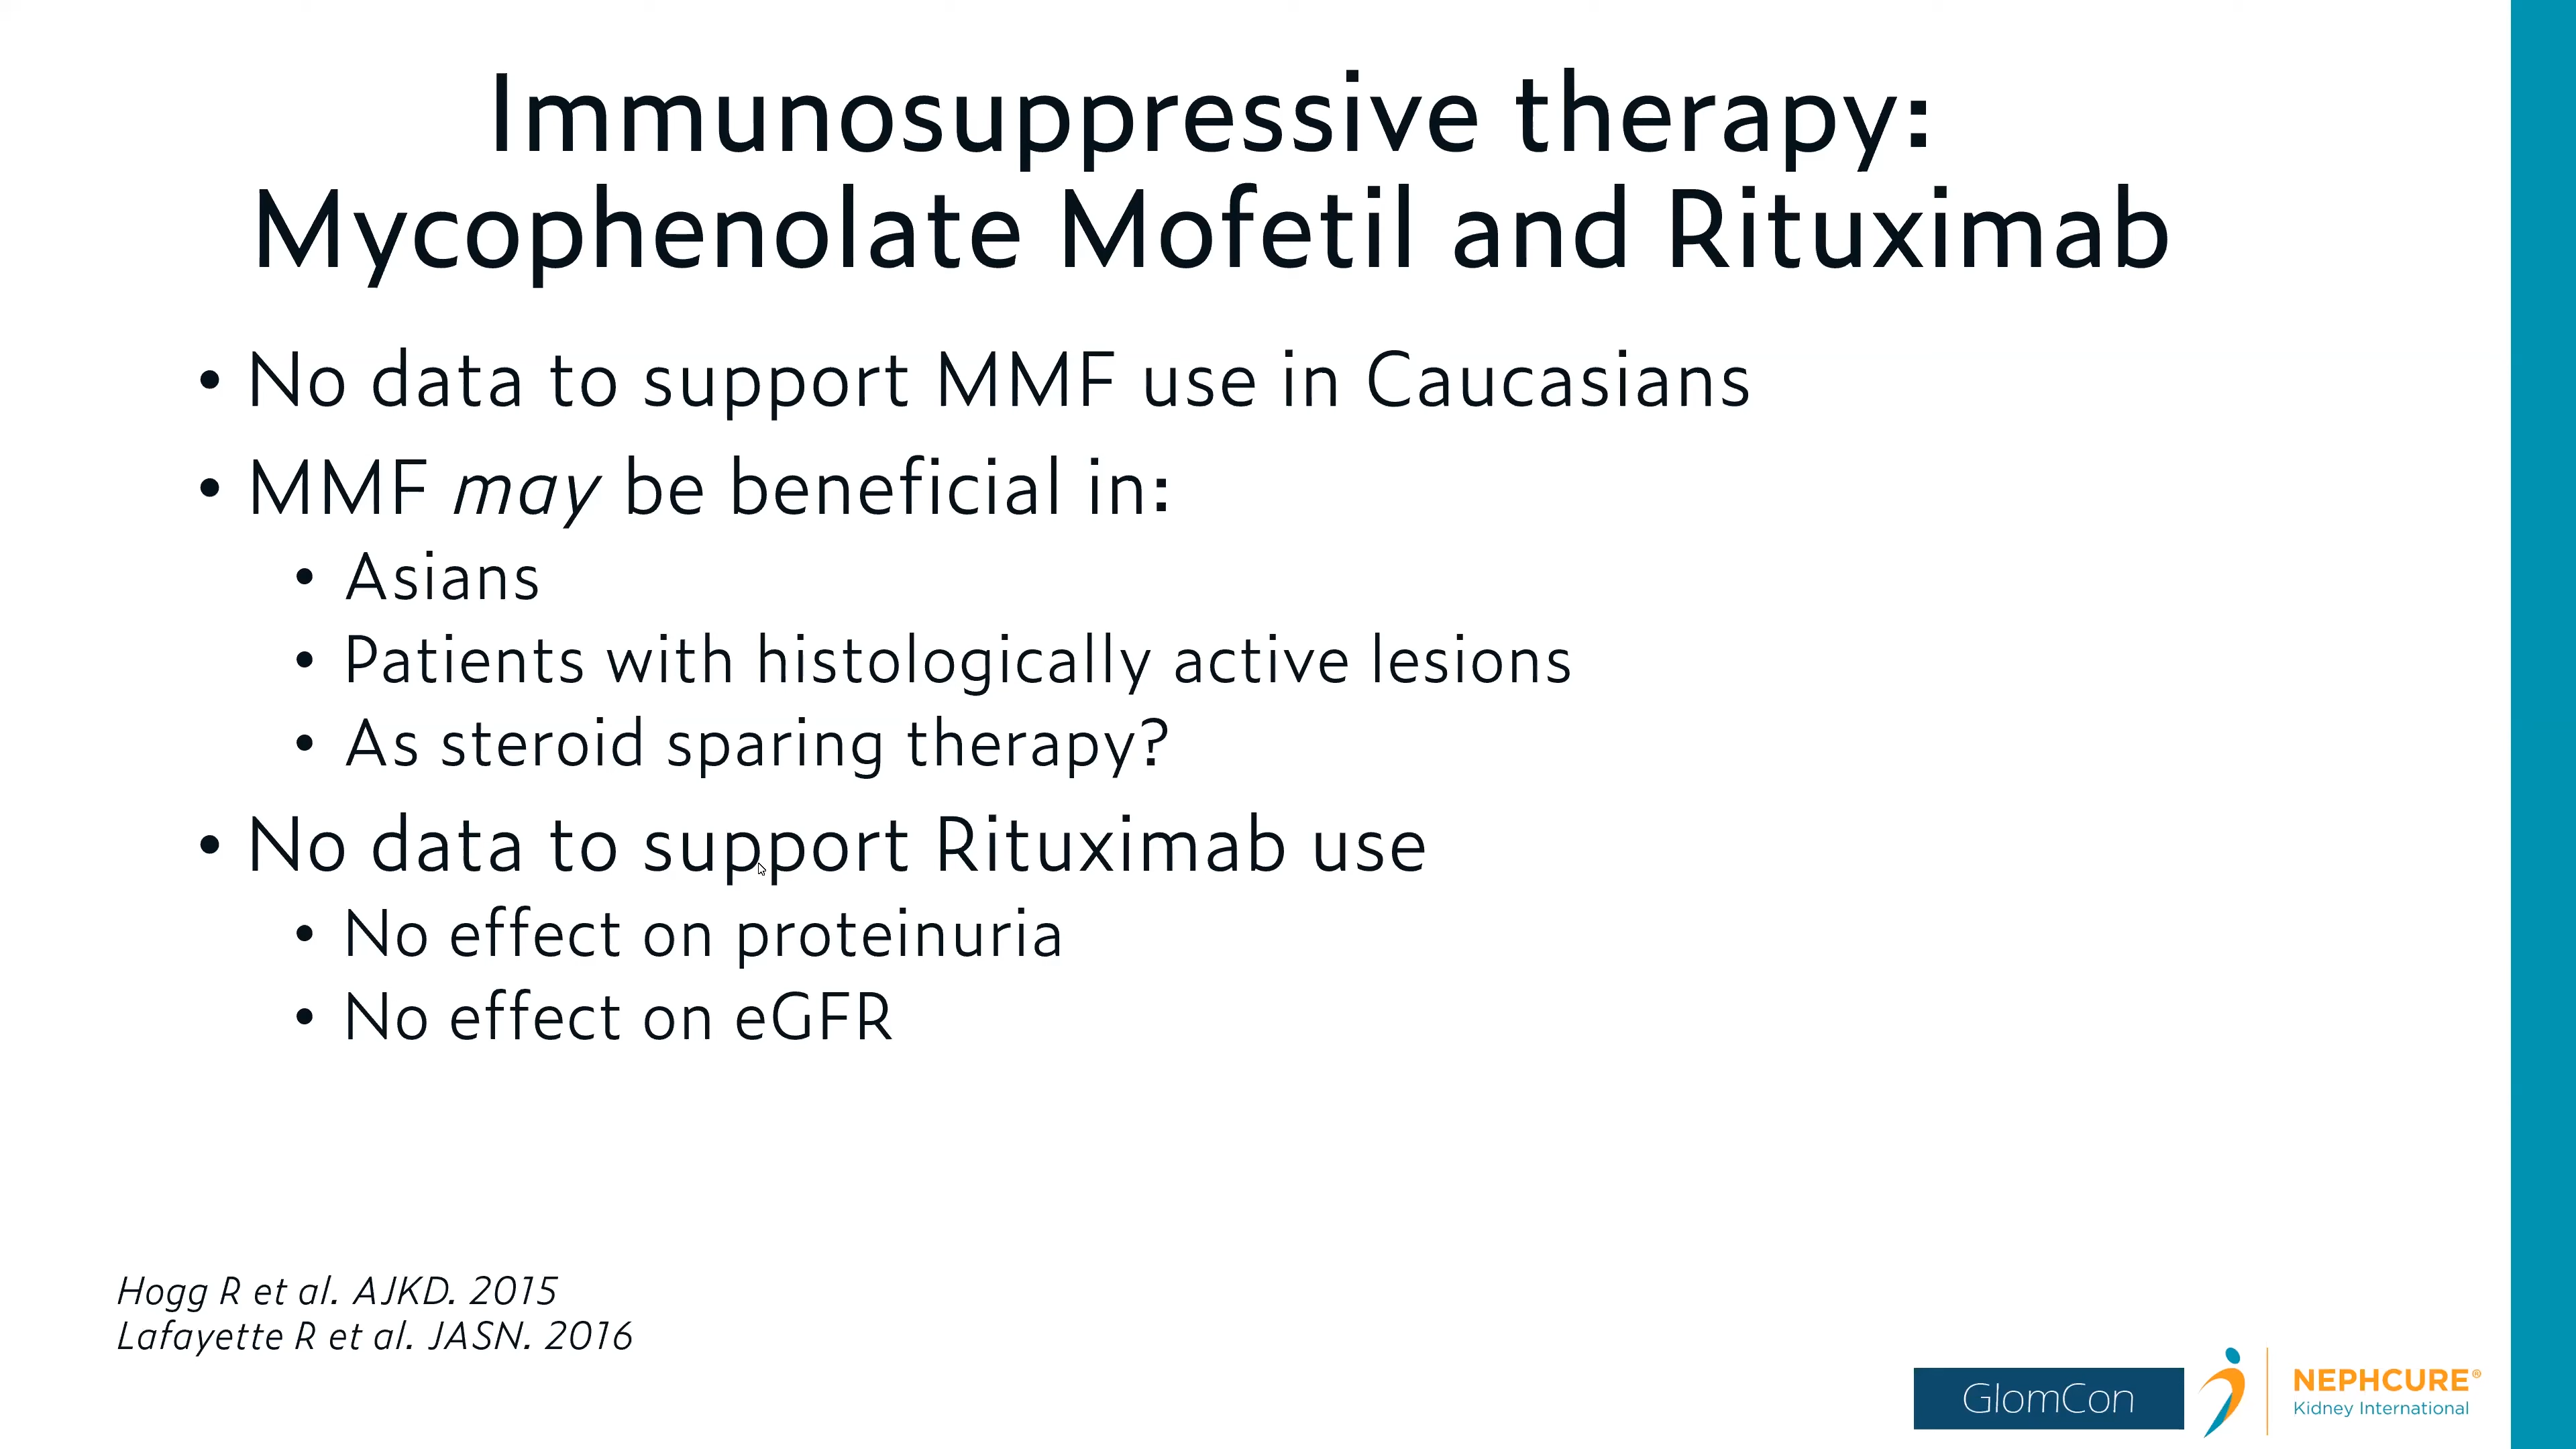 Immunosuppressive therapy:
Mycophenolate Mofetil and Rituximab
• No data to support MMF use in Caucasians
• MMF may be beneficial in:
• Asians
• Patients with histologically active lesions
• As steroid sparing therapy?
• No data to support Rituximab use
• No effect on proteinuria
• No effect on eGFR
Hogg R et al. AJKD. 2015
Lafayette R et al. JASN. 2016
GlomCon
NEPHCURE®
Kidney International